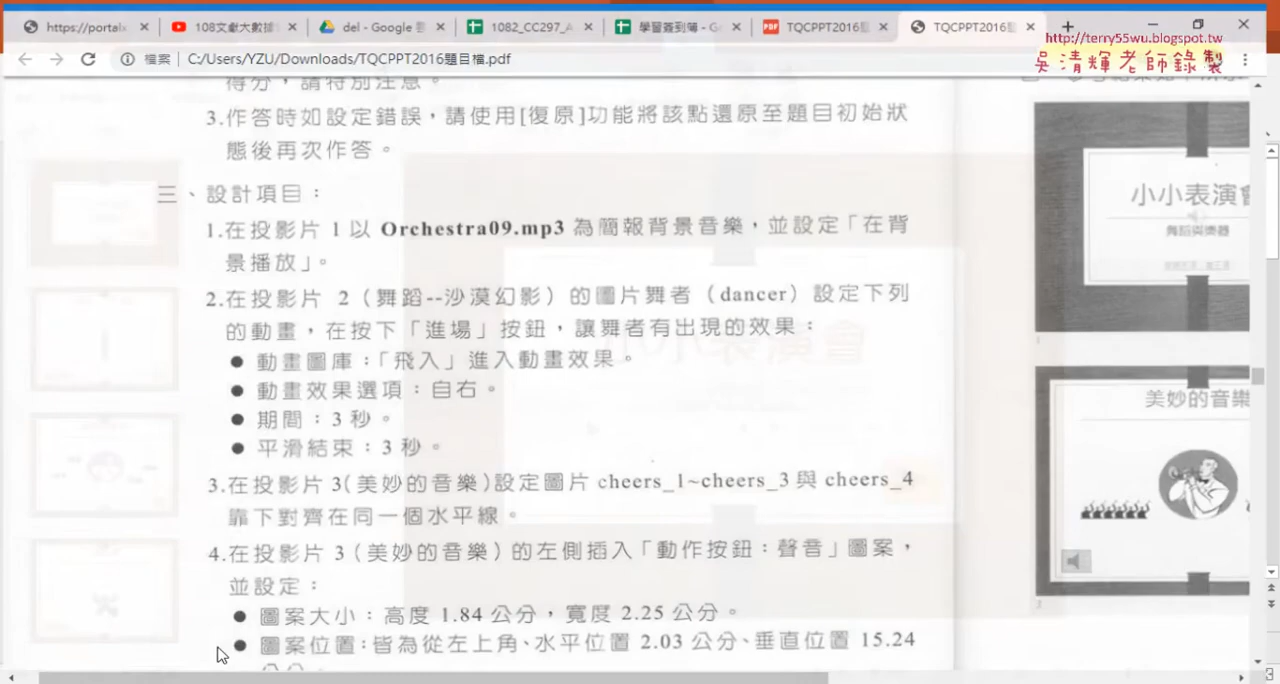 https://portalx
108文獻大數據
del - Google 雲
1082_CC297_A
學習簽到簿 - Go
TQCPPT2016題
TQCPPT2016題
http://terry55wu.blogspot.tw
吳清輝老師錄製
檔案 C:/Users/YZU/Downloads/TQCPPT2016題目檔.pdf
得分，請特別注意。
3.作答時如設定錯誤，請使用[復原]功能將該點還原至題目初始狀
態後再次作答。
三、設計項目：
1.在投影片 1 以 Orchestra09.mp3 為簡報背景音樂，並設定「在背
景播放」。
2.在投影片 2（舞蹈--沙漠幻影）的圖片舞者（dancer）設定下列
的動畫，在按下「進場」按鈕，讓舞者有出現的效果：
● 動畫圖庫：「飛入」進入動畫效果。
● 動畫效果選項：自右。
● 期間：3 秒。
● 平滑結束：3 秒。
3.在投影片 3(美妙的音樂)設定圖片 cheers_1~cheers_3 與 cheers_4
靠下對齊在同一個水平線。
4.在投影片 3（美妙的音樂）的左側插入「動作按鈕：聲音」圖案，
並設定：
● 圖案大小：高度 1.84 公分，寬度 2.25 公分。
● 圖案位置：皆為從左上角、水平位置 2.03 公分、垂直位置 15.24
小小表演會
舞蹈與樂器
美妙的音樂
小小表演會